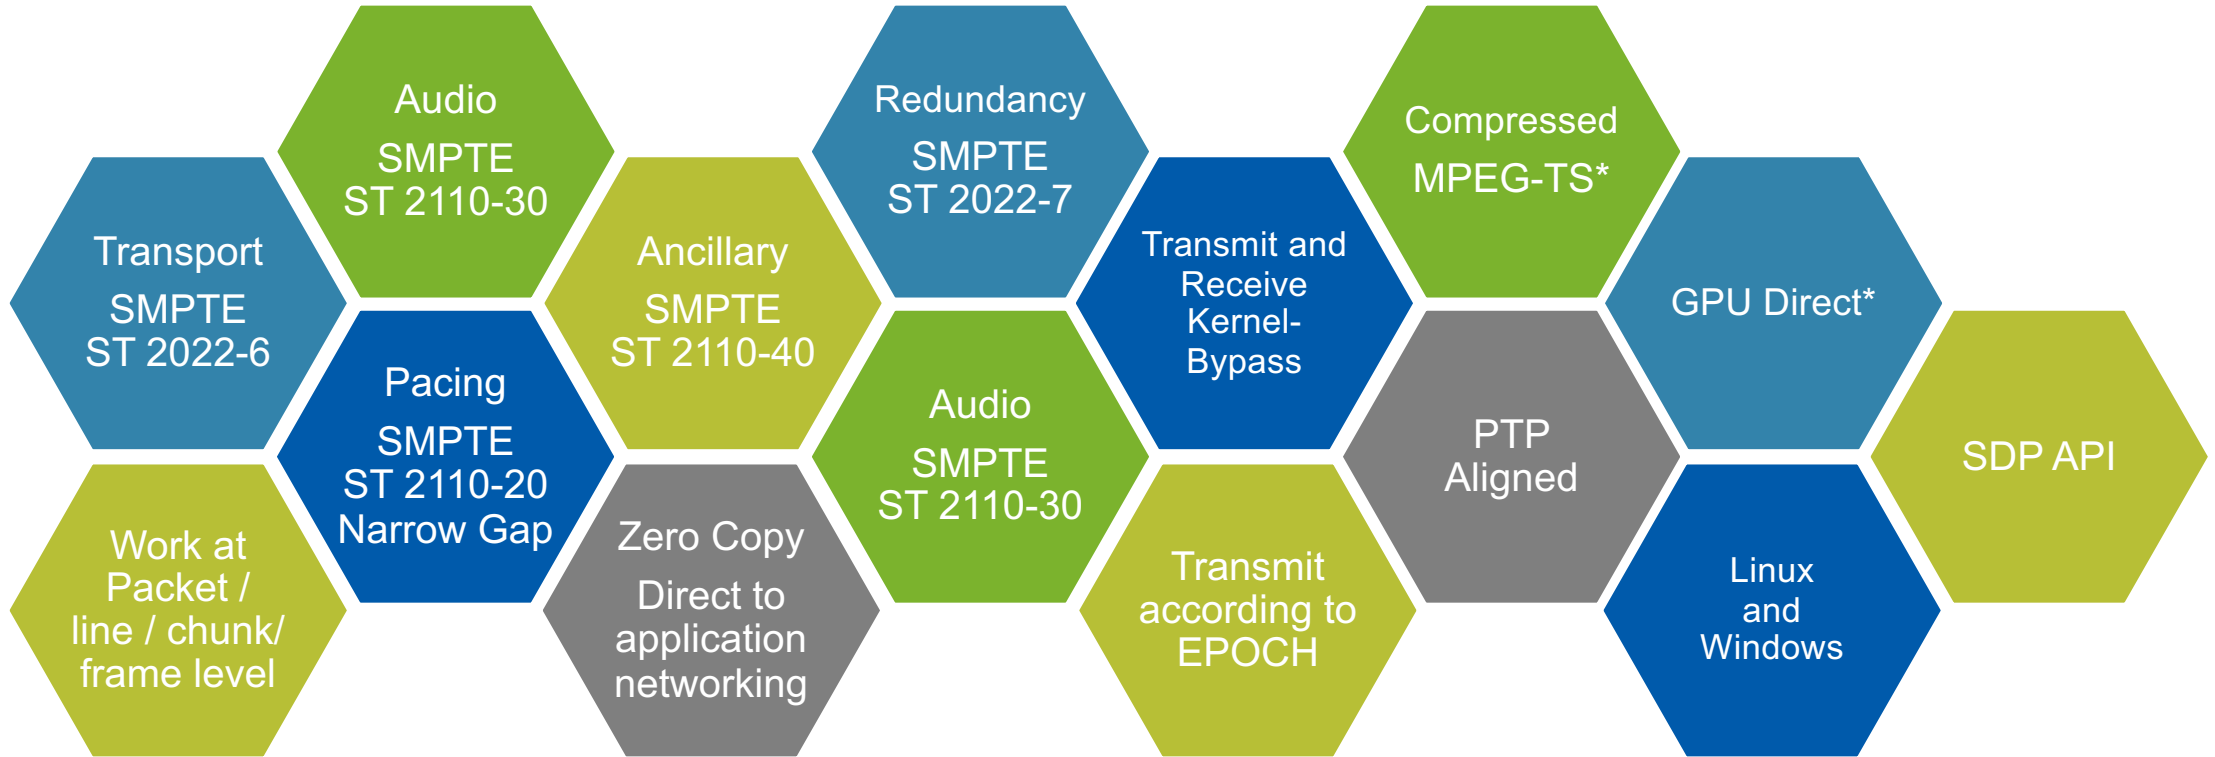 Audio
SMPTE
ST 2110-30
Redundancy
SMPTE
ST 2022-7
Compressed
MPEG-TS*
Transport
SMPTE
ST 2022-6
Ancillary
SMPTE
ST 2110-40
Transmit and
Receive
Kernel-
Bypass
GPU Direct*
Pacing
SMPTE
ST 2110-20
Narrow Gap
Audio
SMPTE
ST 2110-30
PTP
Aligned
SDP API
Work at
Packet /
line / chunk/
frame level
Zero Copy
Direct to
application
networking
Transmit
according to
EPOCH
Linux
and
Windows